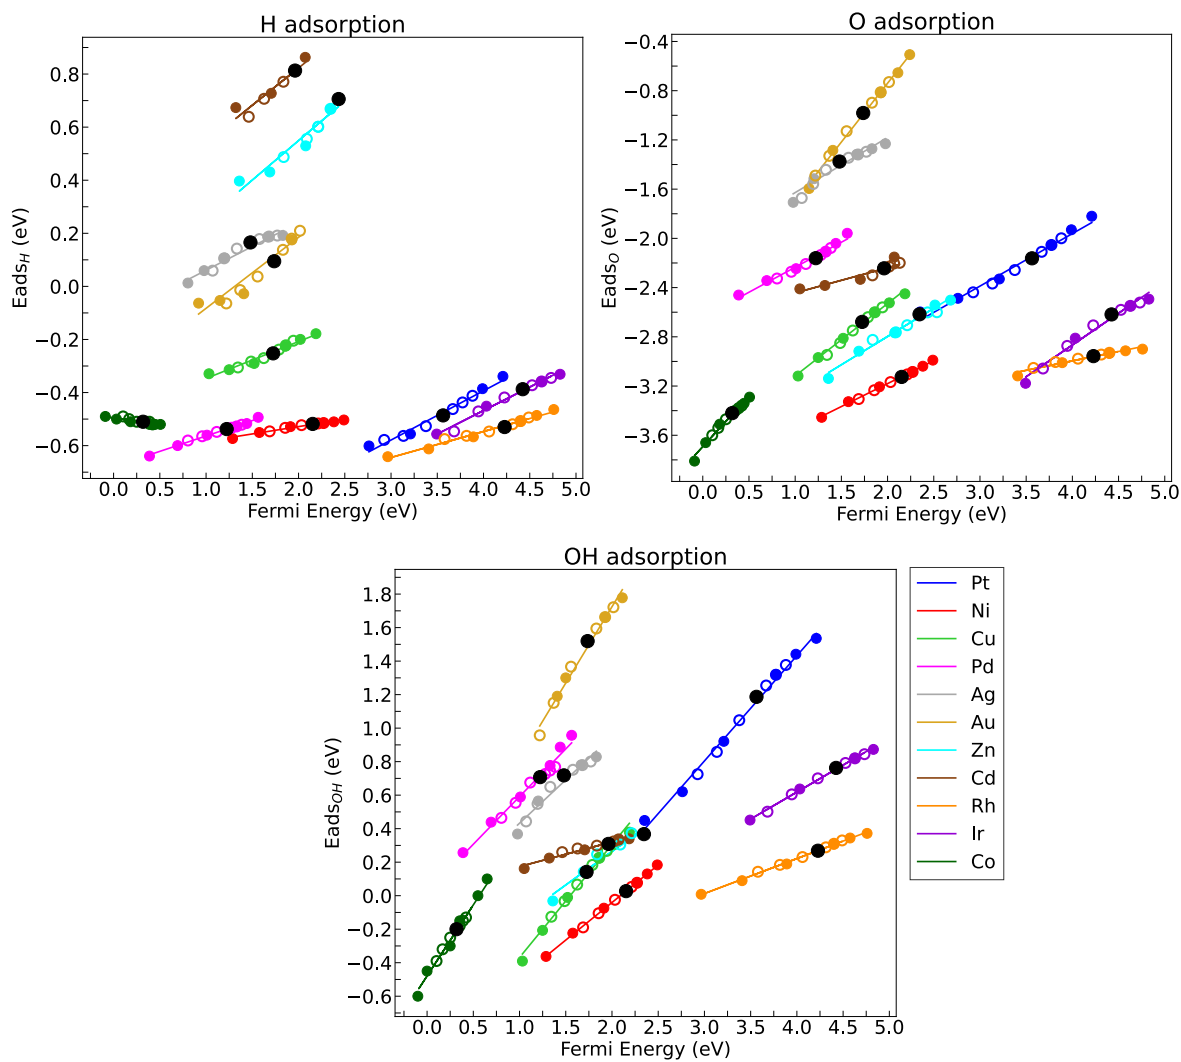 H adsorption
0.8
0.6
0.4
0.2
0.0
−0.2
−0.4
−0.6
Eads_H (eV)
0.0 0.5 1.0 1.5 2.0 2.5 3.0 3.5 4.0 4.5 5.0
Fermi Energy (eV)
O adsorption
−0.4
−0.8
−1.2
−1.6
−2.0
−2.4
−2.8
−3.2
−3.6
Eads_O (eV)
0.0 0.5 1.0 1.5 2.0 2.5 3.0 3.5 4.0 4.5 5.0
Fermi Energy (eV)
OH adsorption
1.8
1.6
1.4
1.2
1.0
0.8
0.6
0.4
0.2
0.0
−0.2
−0.4
−0.6
Eads_OH (eV)
0.0 0.5 1.0 1.5 2.0 2.5 3.0 3.5 4.0 4.5 5.0
Fermi Energy (eV)
Pt
Ni
Cu
Pd
Ag
Au
Zn
Cd
Rh
Ir
Co